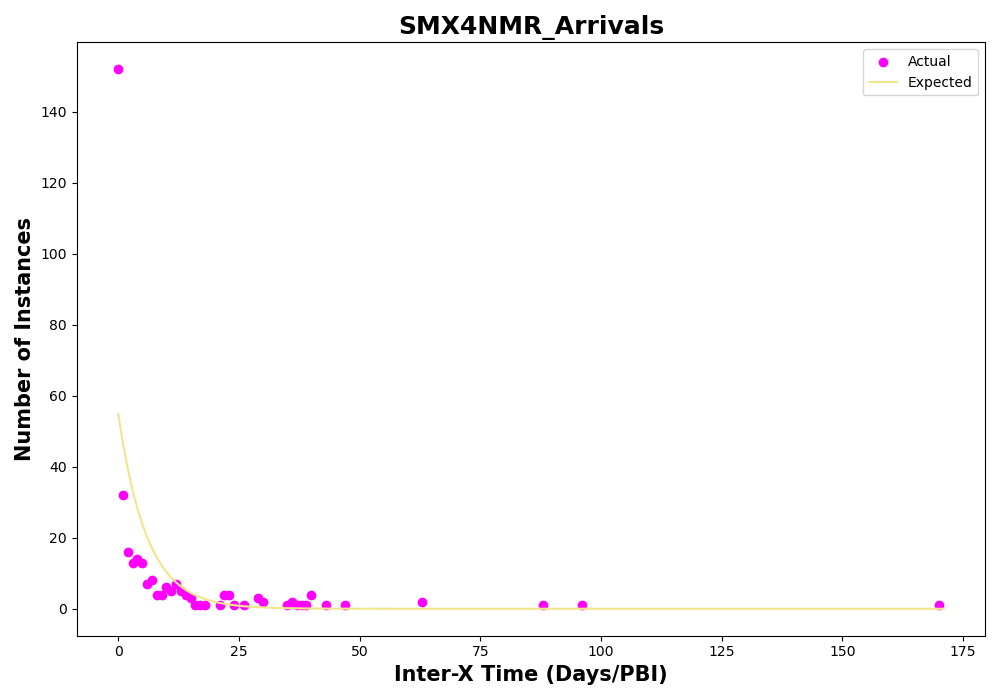 SMX4NMR_Arrivals
Actual
Expected
Number of Instances
140
120
100
80
60
40
20
0
0 25 50 75 100 125 150 175
Inter-X Time (Days/PBI)